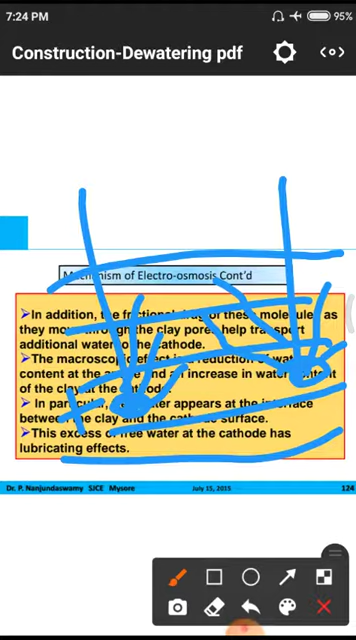 7:24 PM
95%
Construction-Dewatering pdf
Mechanism of Electro-osmosis Cont'd
In addition, the frictional drag of these molecules as
they move through the clay pores help transport
additional water to the cathode.
The macroscopic effect is a reduction of water
content at the anode and an increase in water content
of the clay at the cathode.
In particular, free water appears at the interface
between the clay and the cathode surface.
This excess of free water at the cathode has
lubricating effects.
Dr. P. Nanjundaswamy SJCE Mysore July 15, 2015 124